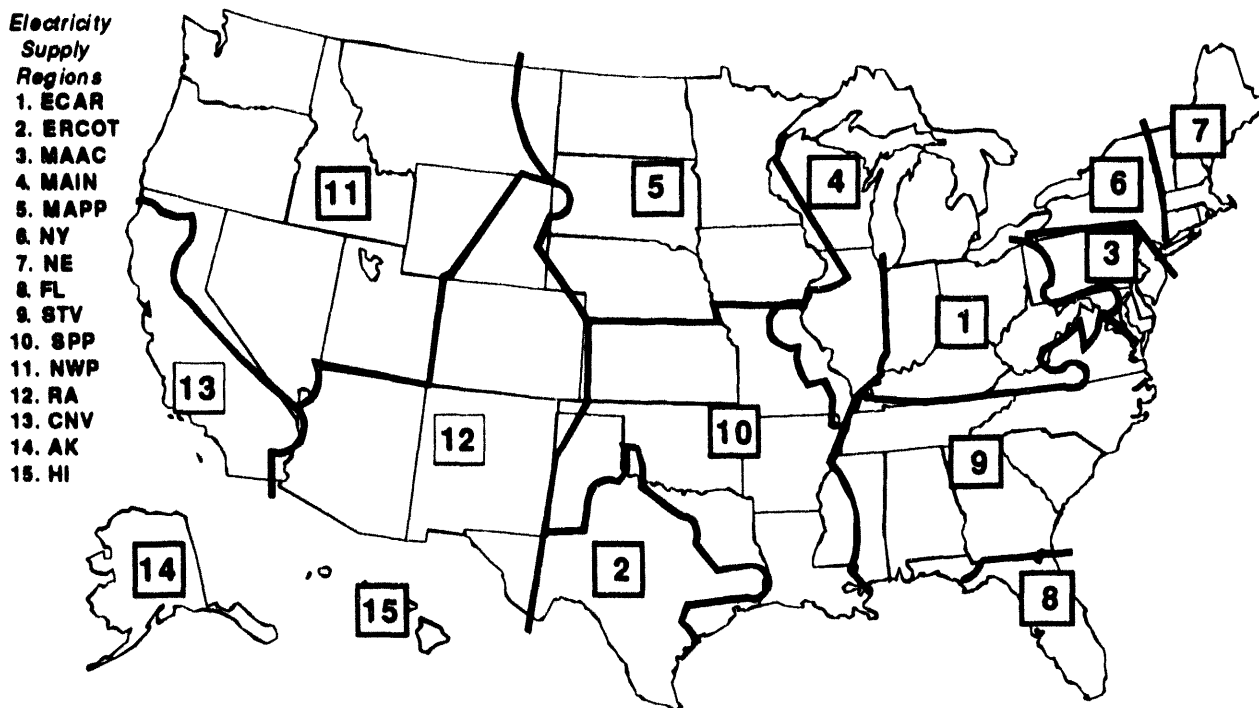 Electricity
Supply
Regions
1. ECAR
2. ERCOT
3. MAAC
4. MAIN
5. MAPP
6. NY
7. NE
8. FL
9. STV
10. SPP
11. NWP
12. RA
13. CNV
14. AK
15. HI
7
11
5
4
6
3
1
13
12
10
9
14
15
2
8